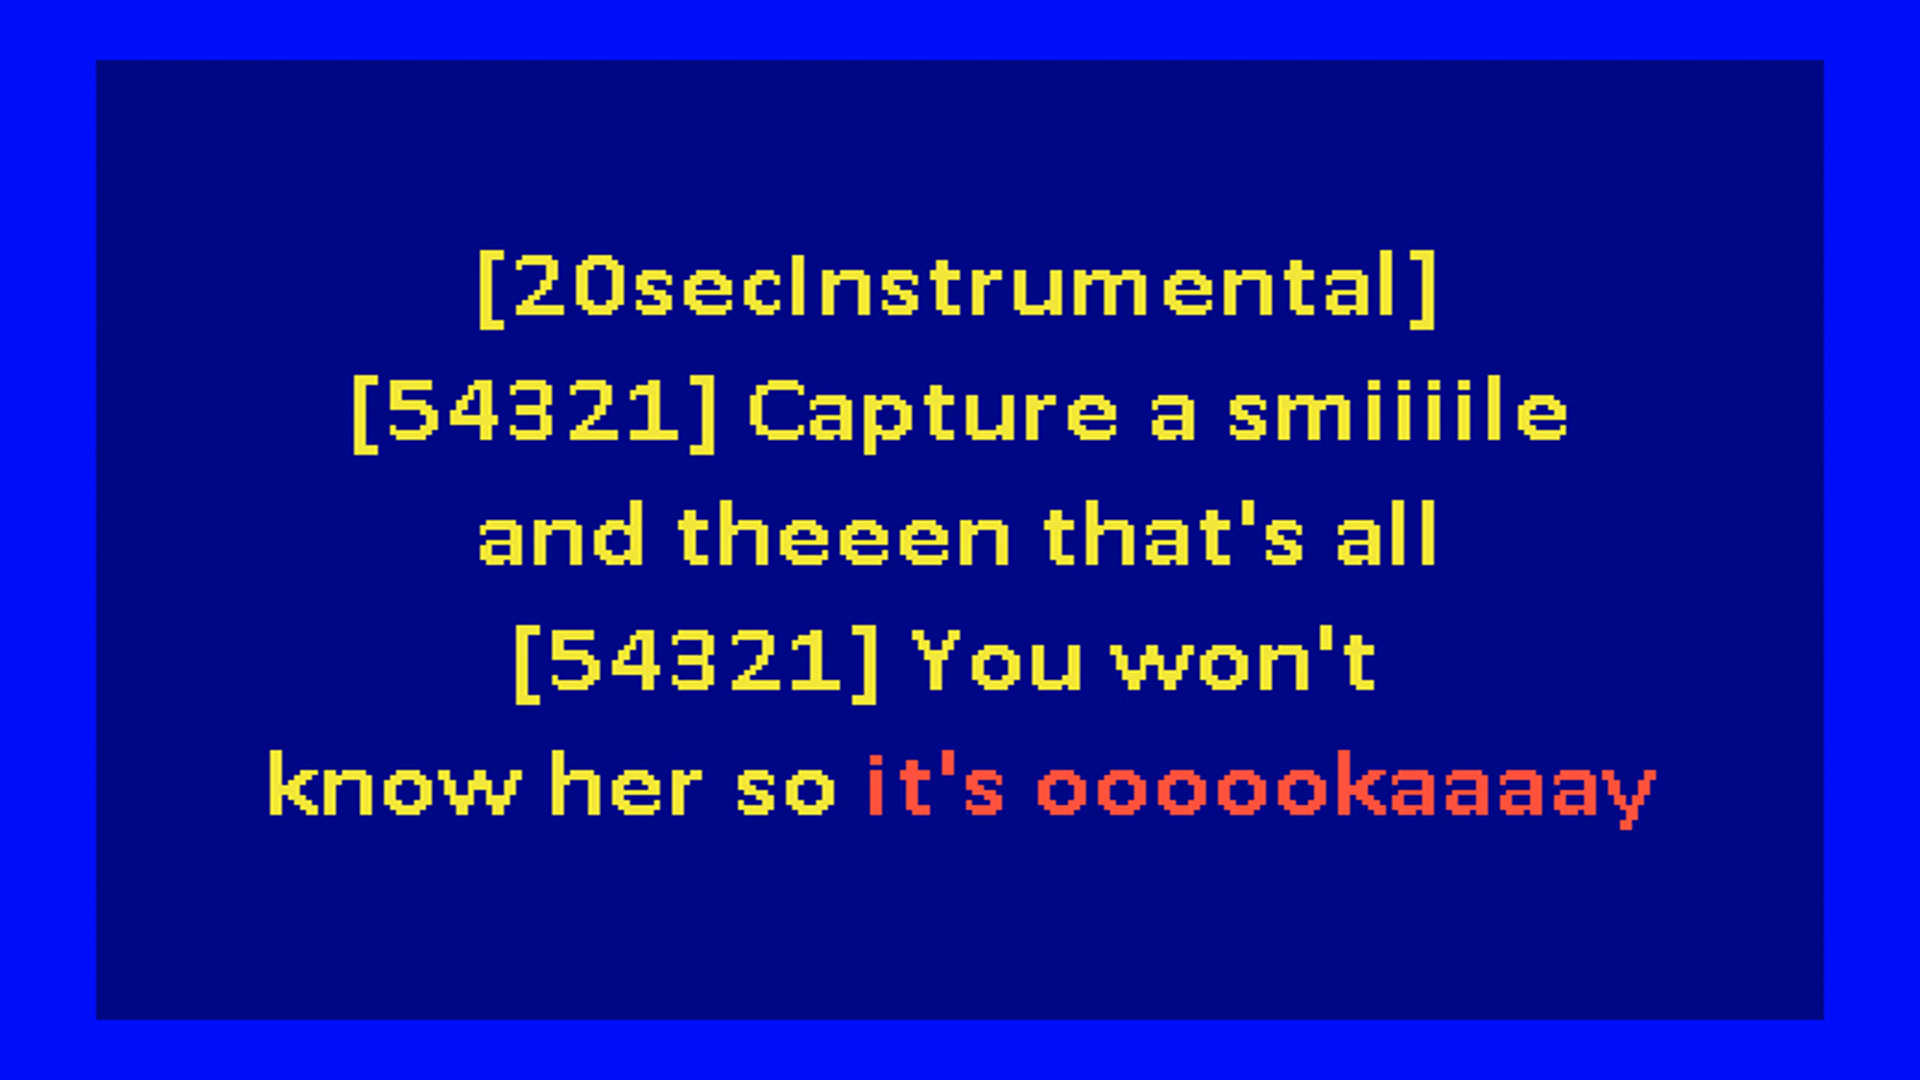 [20secInstrumental]
[54321] Capture a smiiiile
and theeen that's all
[54321] You won't
know her so it's oooookaaaay